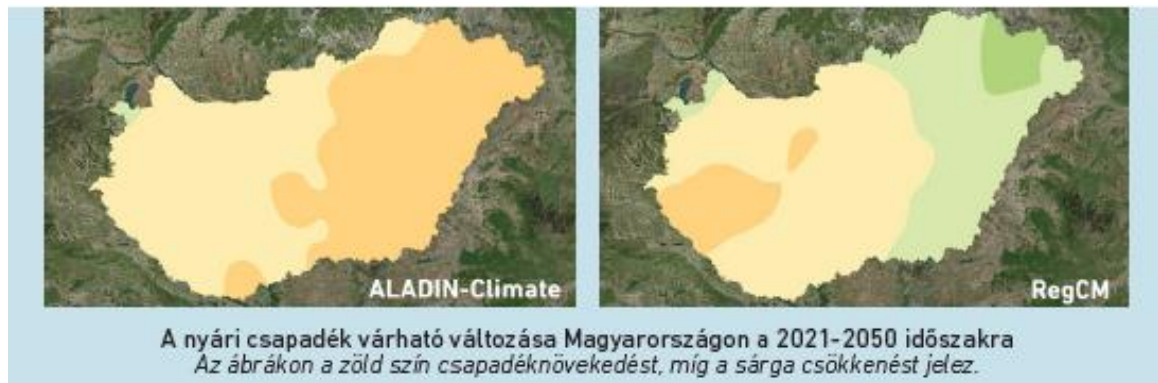 ALADIN-Climate
RegCM
A nyári csapadék várható változása Magyarországon a 2021-2050 időszakra
Az ábrákon a zöld szín csapadéknövekedést, míg a sárga csökkenést jelez.